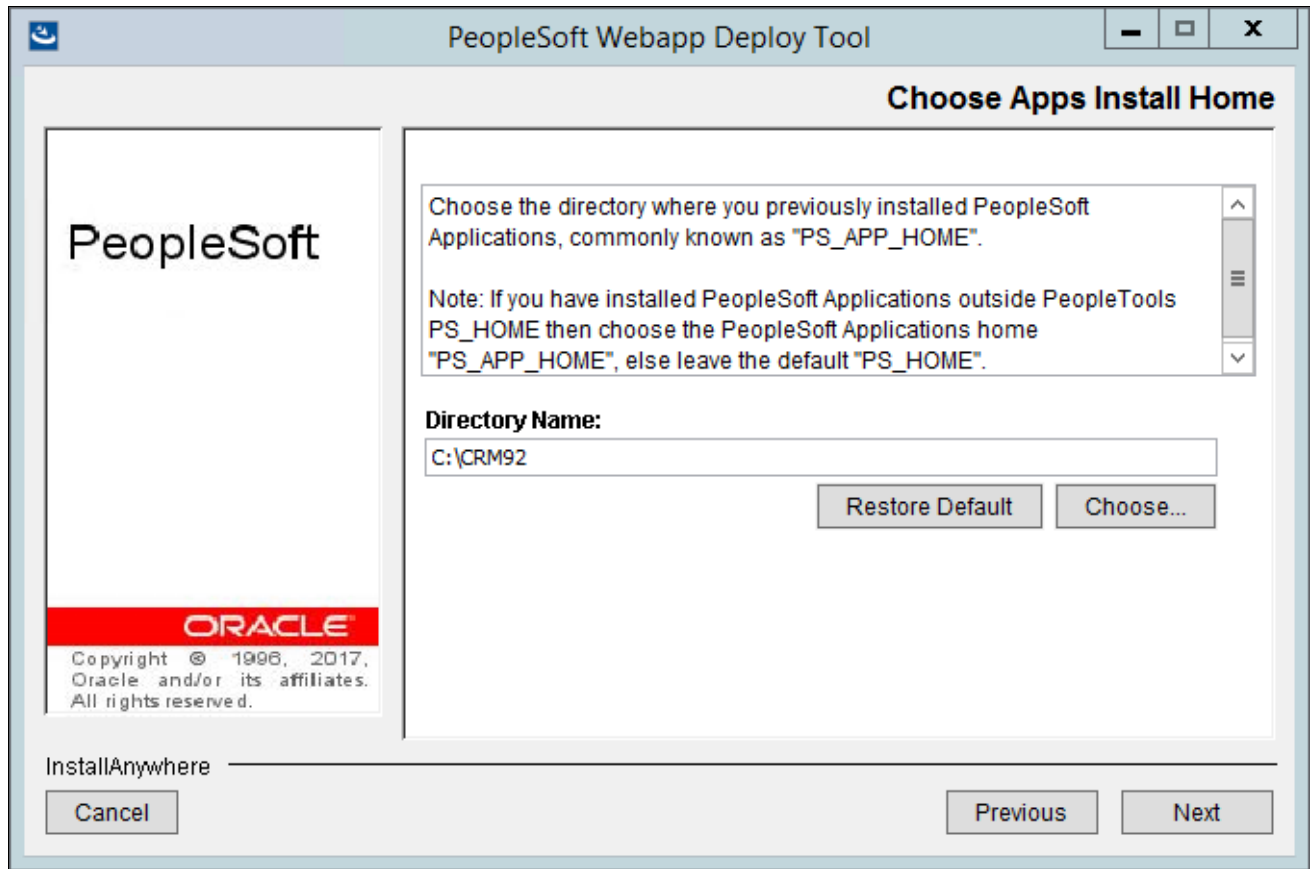 PeopleSoft Webapp Deploy Tool
Choose Apps Install Home
PeopleSoft
ORACLE
Copyright © 1996, 2017,
Oracle and/or its affiliates.
All rights reserved.
Choose the directory where you previously installed PeopleSoft
Applications, commonly known as "PS_APP_HOME".
Note: If you have installed PeopleSoft Applications outside PeopleTools
PS_HOME then choose the PeopleSoft Applications home
"PS_APP_HOME", else leave the default "PS_HOME".
Directory Name:
C:\CRM92
Restore Default
Choose...
InstallAnywhere
Cancel
Previous
Next